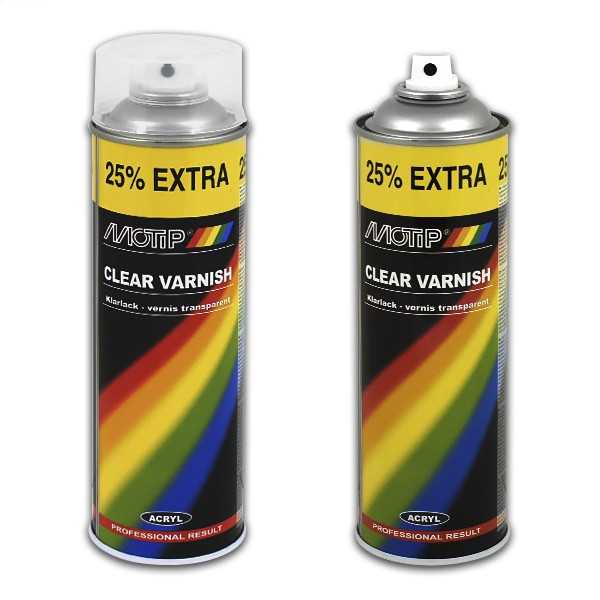 25% EXTRA
MOTIP®
CLEAR VARNISH
Klarlack - vernis transparent
ACRYL
PROFESSIONAL RESULT
25% EXTRA
25
MOTIP®
CLEAR VARNISH
Klarlack - vernis transparent
ACRYL
PROFESSIONAL RESULT